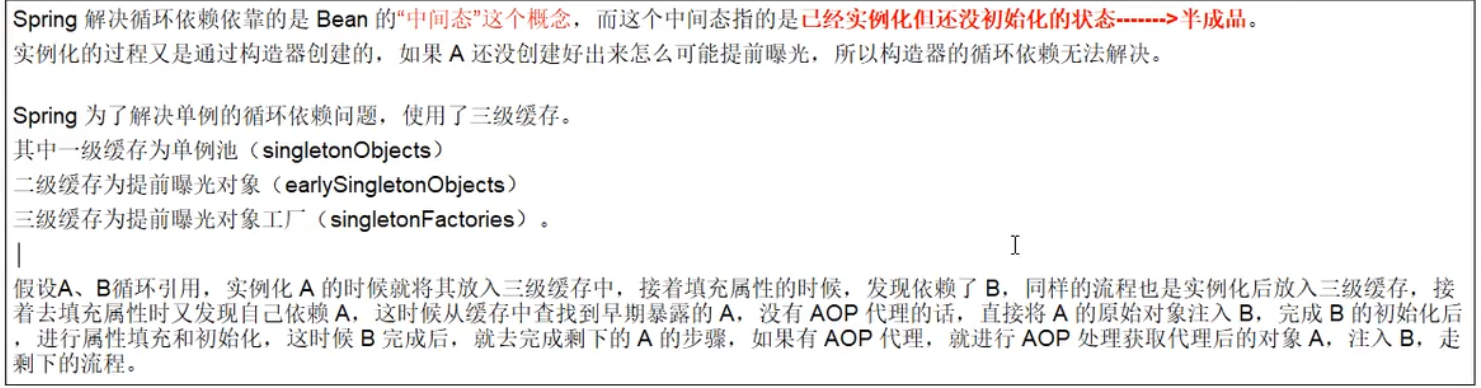 Spring 解决循环依赖依靠的是 Bean 的“中间态”这个概念，而这个中间态指的是已经实例化但还没初始化的状态------->半成品。
实例化的过程又是通过构造器创建的，如果 A 还没创建好出来怎么可能提前曝光，所以构造器的循环依赖无法解决。
Spring 为了解决单例的循环依赖问题，使用了三级缓存。
其中一级缓存为单例池（singletonObjects）
二级缓存为提前曝光对象（earlySingletonObjects）
三级缓存为提前曝光对象工厂（singletonFactories）。
假设A、B循环引用，实例化 A 的时候就将其放入三级缓存中，接着填充属性的时候，发现依赖了 B，同样的流程也是实例化后放入三级缓存，接
着去填充属性时又发现自己依赖 A，这时候从缓存中查找到早期暴露的 A，没有 AOP 代理的话，直接将 A 的原始对象注入 B，完成 B 的初始化后
，进行属性填充和初始化，这时候 B 完成后，就去完成剩下的 A 的步骤，如果有 AOP 代理，就进行 AOP 处理获取代理后的对象 A，注入 B，走
剩下的流程。